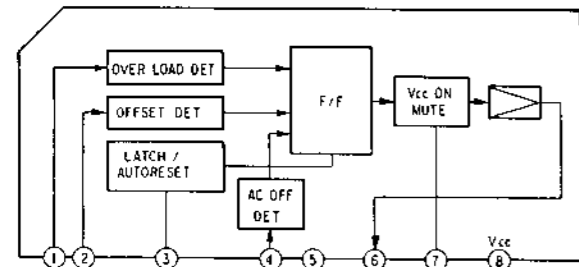 OVER LOAD DET
OFFSET DET
F/F
Vcc ON
MUTE
LATCH /
AUTORESET
AC OFF
DET
Vcc
1
2
3
4
5
6
7
8